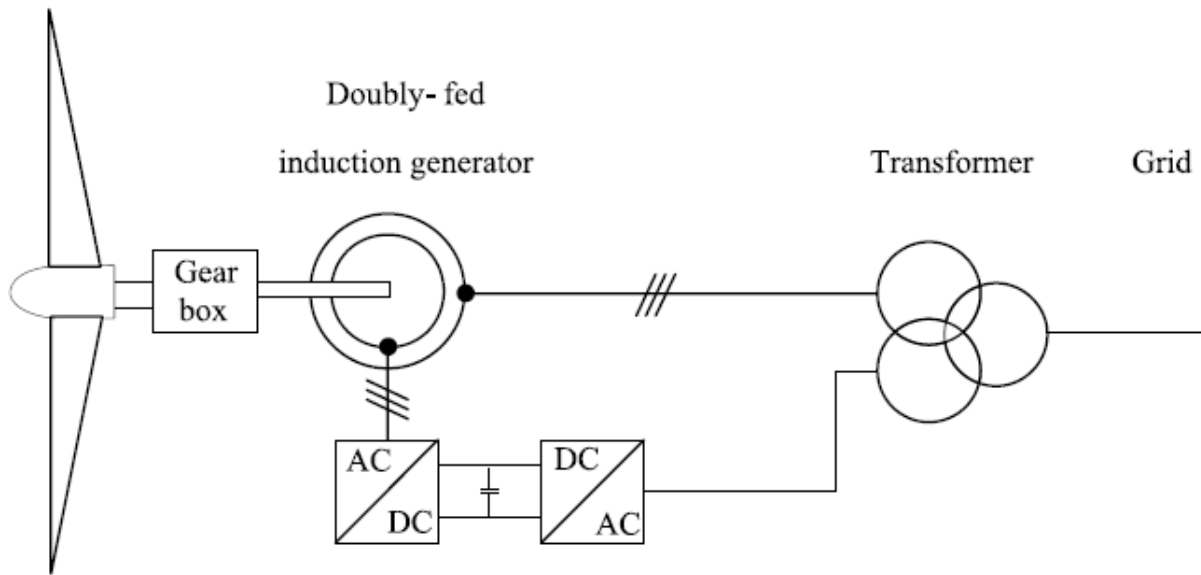 Doubly- fed
induction generator
Transformer
Grid
Gear
box
AC
DC
DC
AC